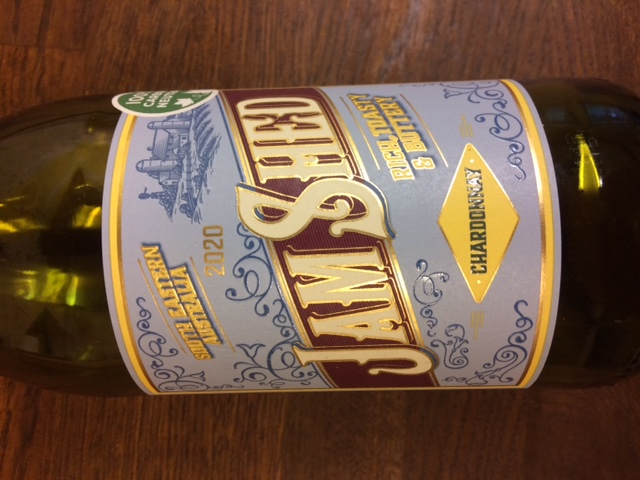 SOUTH EASTERN
AUSTRALIA
2020
JAM SHED
RICH, TOASTY
& BUTTERY
CHARDONNAY